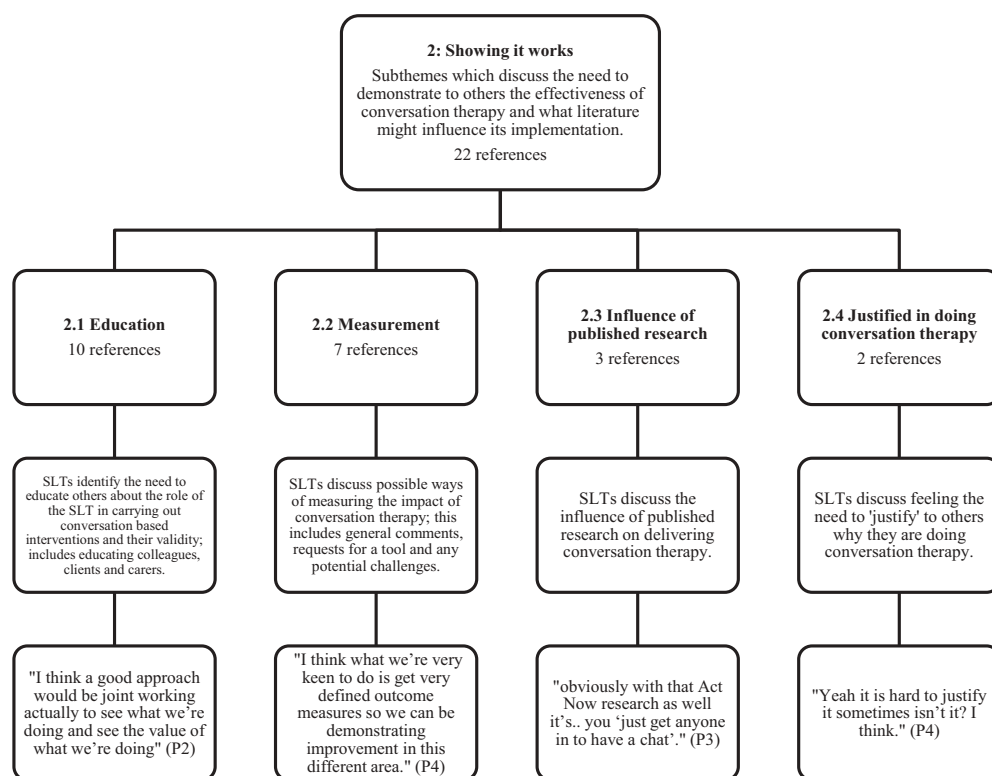 2: Showing it works
Subthemes which discuss the need to
demonstrate to others the effectiveness of
conversation therapy and what literature
might influence its implementation.
22 references
2.1 Education
10 references
2.2 Measurement
7 references
2.3 Influence of
published research
3 references
2.4 Justified in doing
conversation therapy
2 references
SLTs identify the need to
educate others about the role of
the SLT in carrying out
conversation based
interventions and their validity;
includes educating colleagues,
clients and carers.
SLTs discuss possible ways
of measuring the impact of
conversation therapy; this
includes general comments,
requests for a tool and any
potential challenges.
SLTs discuss the
influence of published
research on delivering
conversation therapy.
SLTs discuss feeling the
need to 'justify' to others
why they are doing
conversation therapy.
"I think a good approach
would be joint working
actually to see what we're
doing and see the value of
what we're doing" (P2)
"I think what we're very
keen to do is get very
defined outcome
measures so we can be
demonstrating
improvement in this
different area." (P4)
"obviously with that Act
Now research as well
it's.. you ‘just get anyone
in to have a chat’." (P3)
"Yeah it is hard to justify
it sometimes isn’t it? I
think." (P4)